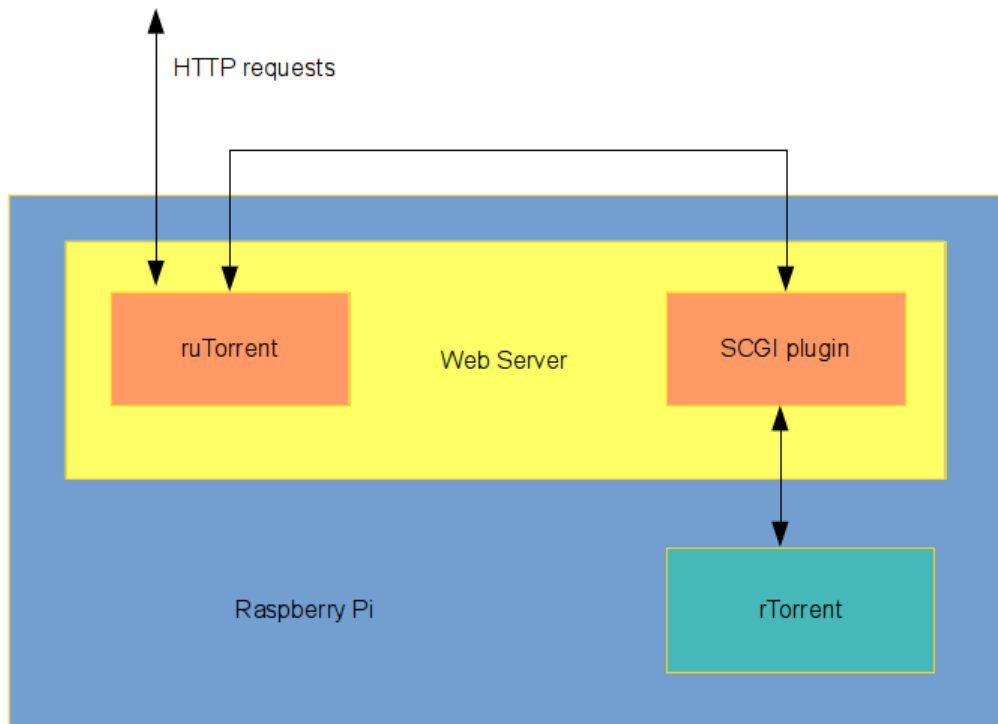 HTTP requests
ruTorrent
Web Server
SCGI plugin
Raspberry Pi
rTorrent